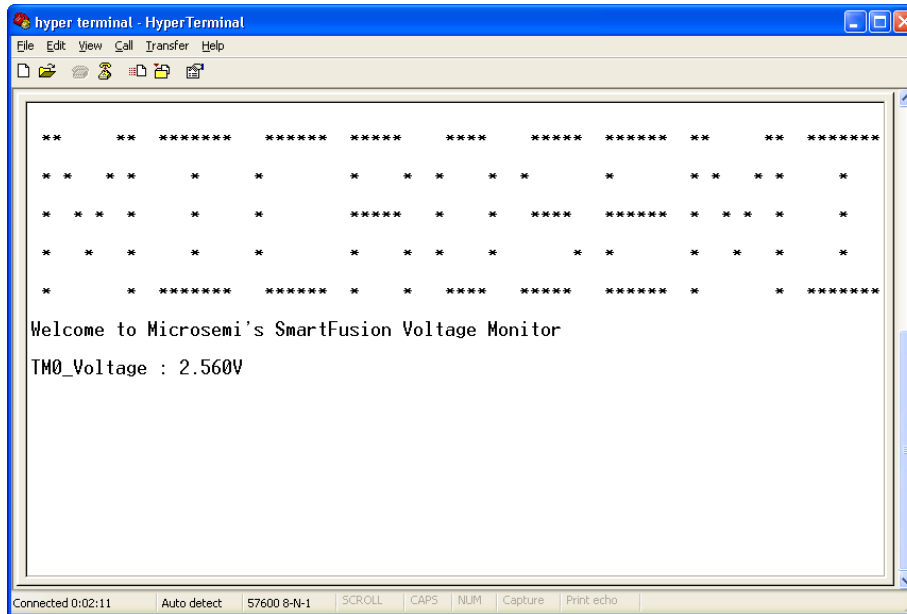 hyper terminal - HyperTerminal
File Edit View Call Transfer Help
**     **  *******   ******  *****    ****    *****  ******  **     **  *******
* *   * *     *     *        *    *  *    *  *       *       * *   * *     *
*  * *  *     *     *        *****   *    *   ****   ******  *  * *  *     *
*   *   *     *     *        *    *  *    *       *  *       *   *   *     *
*       *  *******   ******  *    *   ****   *****   ******  *       *  *******
Welcome to Microsemi's SmartFusion Voltage Monitor
TM0_Voltage : 2.560V
Connected 0:02:11 Auto detect 57600 8-N-1 SCROLL CAPS NUM Capture Print echo